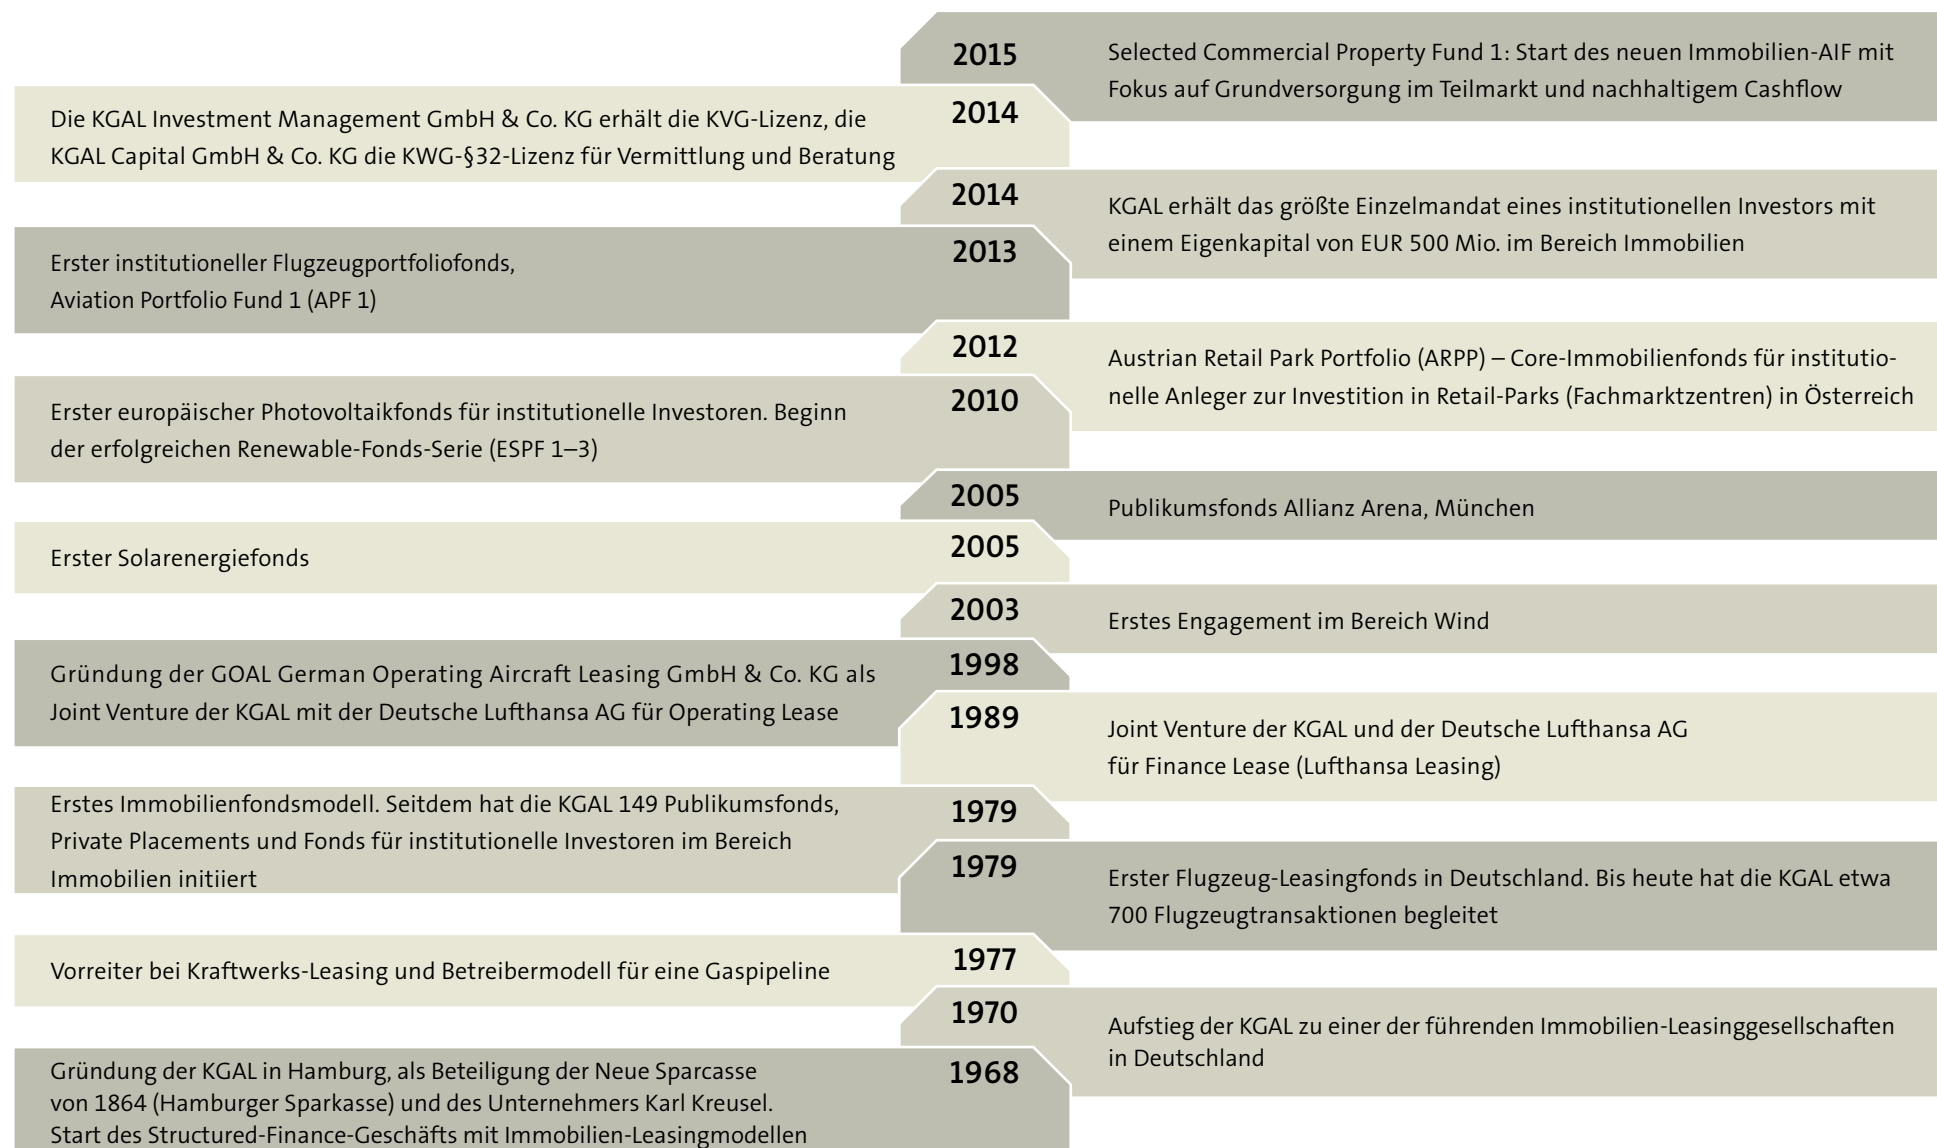 2015
Selected Commercial Property Fund 1: Start des neuen Immobilien-AIF mit
Fokus auf Grundversorgung im Teilmarkt und nachhaltigem Cashflow
2014
Die KGAL Investment Management GmbH & Co. KG erhält die KVG-Lizenz, die
KGAL Capital GmbH & Co. KG die KWG-§32-Lizenz für Vermittlung und Beratung
2014
KGAL erhält das größte Einzelmandat eines institutionellen Investors mit
einem Eigenkapital von EUR 500 Mio. im Bereich Immobilien
2013
Erster institutioneller Flugzeugportfoliofonds,
Aviation Portfolio Fund 1 (APF 1)
2012
Austrian Retail Park Portfolio (ARPP) – Core-Immobilienfonds für institutio-
nelle Anleger zur Investition in Retail-Parks (Fachmarktzentren) in Österreich
2010
Erster europäischer Photovoltaikfonds für institutionelle Investoren. Beginn
der erfolgreichen Renewable-Fonds-Serie (ESPF 1–3)
2005
Publikumsfonds Allianz Arena, München
2005
Erster Solarenergiefonds
2003
Erstes Engagement im Bereich Wind
1998
Gründung der GOAL German Operating Aircraft Leasing GmbH & Co. KG als
Joint Venture der KGAL mit der Deutsche Lufthansa AG für Operating Lease
1989
Joint Venture der KGAL und der Deutsche Lufthansa AG
für Finance Lease (Lufthansa Leasing)
1979
Erstes Immobilienfondsmodell. Seitdem hat die KGAL 149 Publikumsfonds,
Private Placements und Fonds für institutionelle Investoren im Bereich
Immobilien initiiert
1979
Erster Flugzeug-Leasingfonds in Deutschland. Bis heute hat die KGAL etwa
700 Flugzeugtransaktionen begleitet
1977
Vorreiter bei Kraftwerks-Leasing und Betreibermodell für eine Gaspipeline
1970
Aufstieg der KGAL zu einer der führenden Immobilien-Leasinggesellschaften
in Deutschland
1968
Gründung der KGAL in Hamburg, als Beteiligung der Neue Sparcasse
von 1864 (Hamburger Sparkasse) und des Unternehmers Karl Kreusel.
Start des Structured-Finance-Geschäfts mit Immobilien-Leasingmodellen